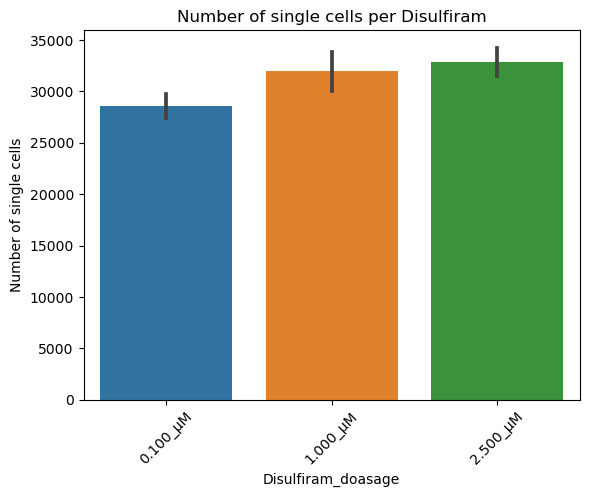 Number of single cells per Disulfiram
Number of single cells
35000
30000
25000
20000
15000
10000
5000
0
0.100_μM
1.000_μM
2.500_μM
Disulfiram_doasage